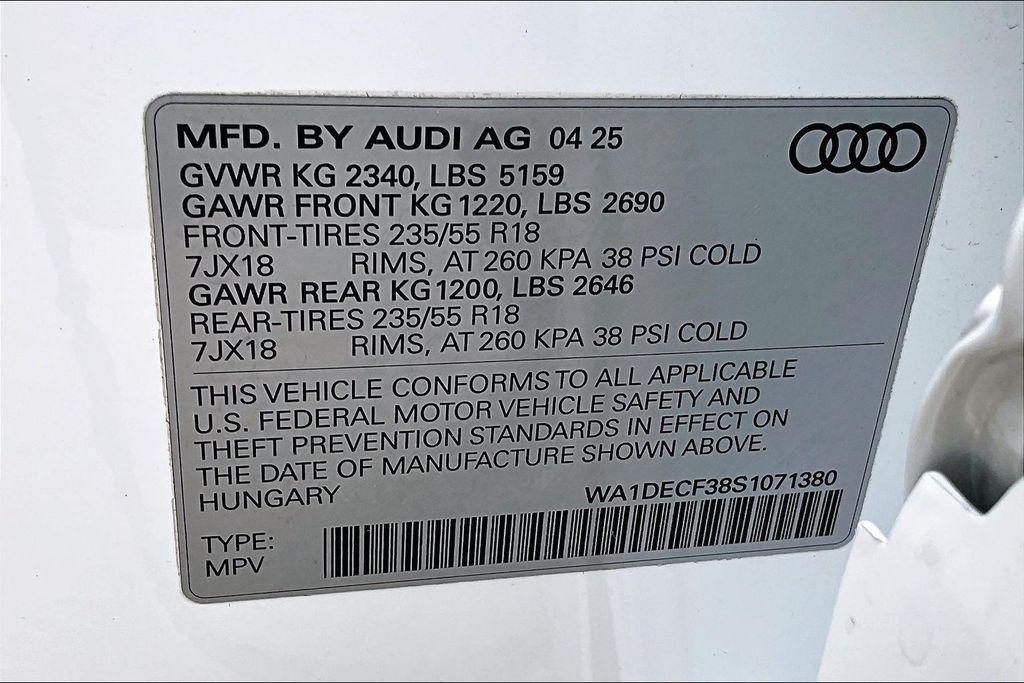 MFD. BY AUDI AG 04 25
GVWR KG 2340, LBS 5159
GAWR FRONT KG 1220, LBS 2690
FRONT-TIRES 235/55 R18
7JX18 RIMS, AT 260 KPA 38 PSI COLD
GAWR REAR KG 1200, LBS 2646
REAR-TIRES 235/55 R18
7JX18 RIMS, AT 260 KPA 38 PSI COLD
THIS VEHICLE CONFORMS TO ALL APPLICABLE
U.S. FEDERAL MOTOR VEHICLE SAFETY AND
THEFT PREVENTION STANDARDS IN EFFECT ON
THE DATE OF MANUFACTURE SHOWN ABOVE.
HUNGARY WA1DECF38S1071380
TYPE:
MPV